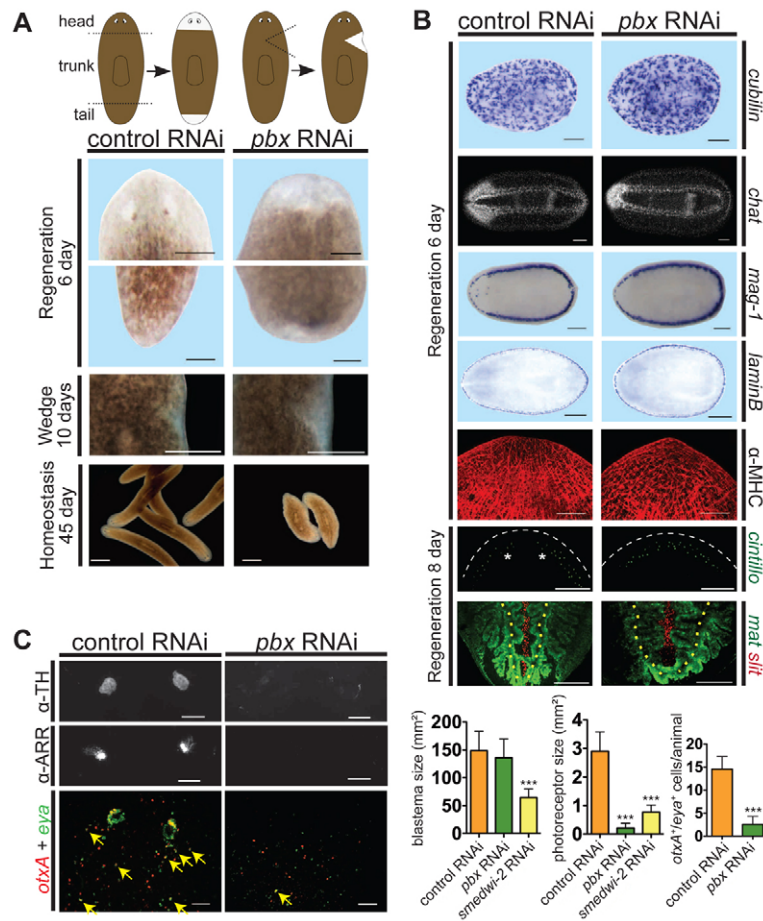 A
head
trunk
tail
control RNAi
pbx RNAi
Regeneration
6 day
Wedge
10 days
Homeostasis
45 day
B
control RNAi
pbx RNAi
Regeneration 6 day
cubilin
chat
mag-1
laminB
α-MHC
Regeneration 8 day
* *
cintillo
mat slit
C
control RNAi
pbx RNAi
α-TH
α-ARR
otxA + eya
blastema size (mm²)
200
150
100
50
0
***
control RNAi
pbx RNAi
smedwi-2 RNAi
photoreceptor size (mm²)
4
3
2
1
0
***
***
control RNAi
pbx RNAi
smedwi-2 RNAi
otxA⁺/eya⁺ cells/animal
20
15
10
5
0
***
control RNAi
pbx RNAi